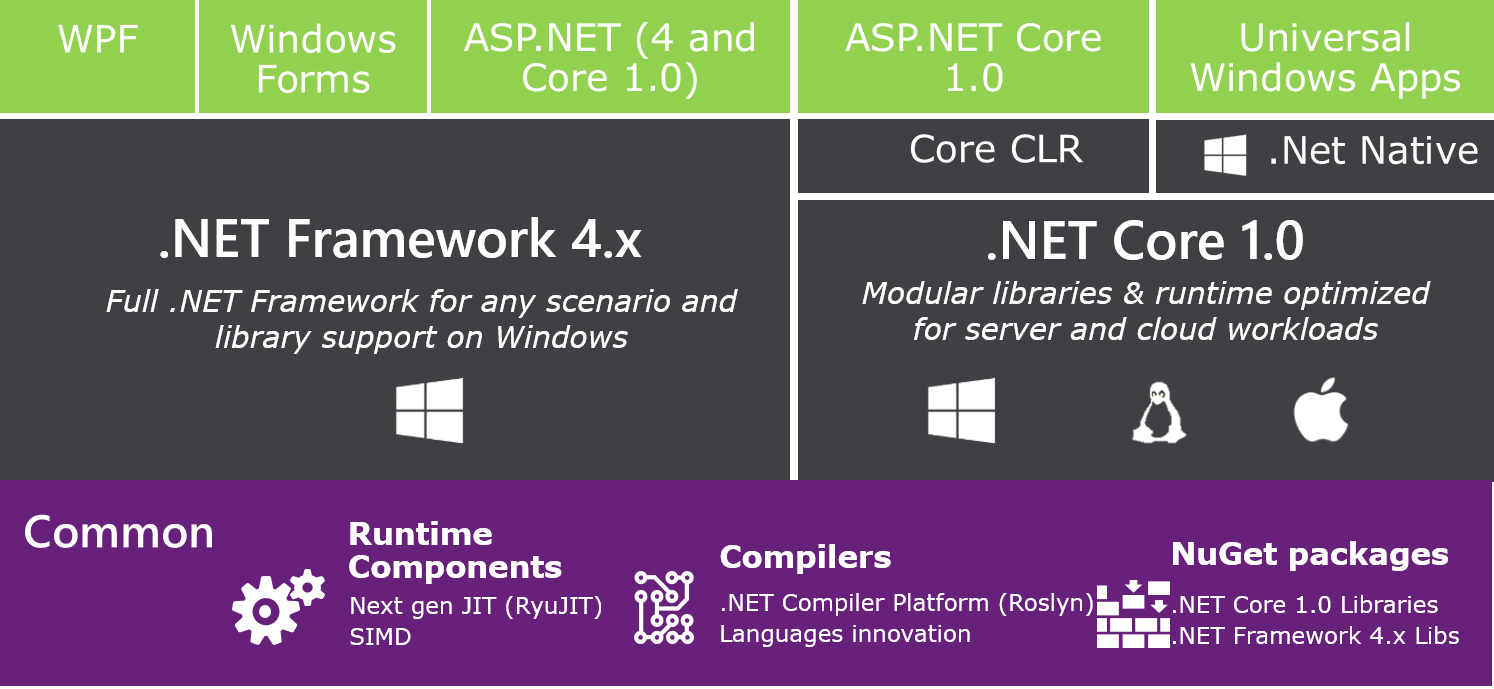 WPF
Windows
Forms
ASP.NET (4 and
Core 1.0)
ASP.NET Core
1.0
Universal
Windows Apps
Core CLR
.Net Native
.NET Framework 4.x
Full .NET Framework for any scenario and
library support on Windows
.NET Core 1.0
Modular libraries & runtime optimized
for server and cloud workloads
Common
Runtime
Components
Next gen JIT (RyuJIT)
SIMD
Compilers
.NET Compiler Platform (Roslyn)
Languages innovation
NuGet packages
.NET Core 1.0 Libraries
.NET Framework 4.x Libs